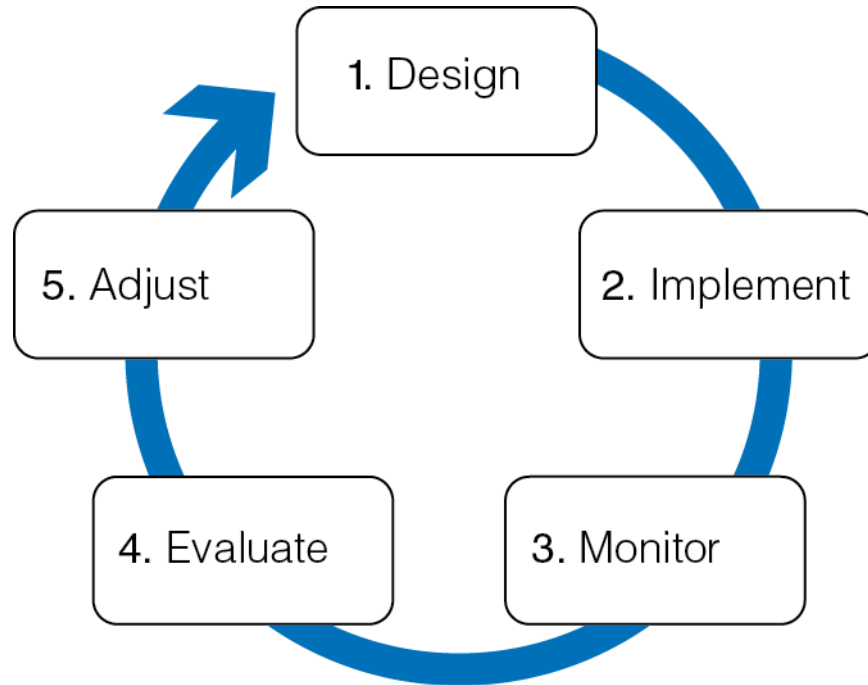 1. Design
2. Implement
3. Monitor
4. Evaluate
5. Adjust